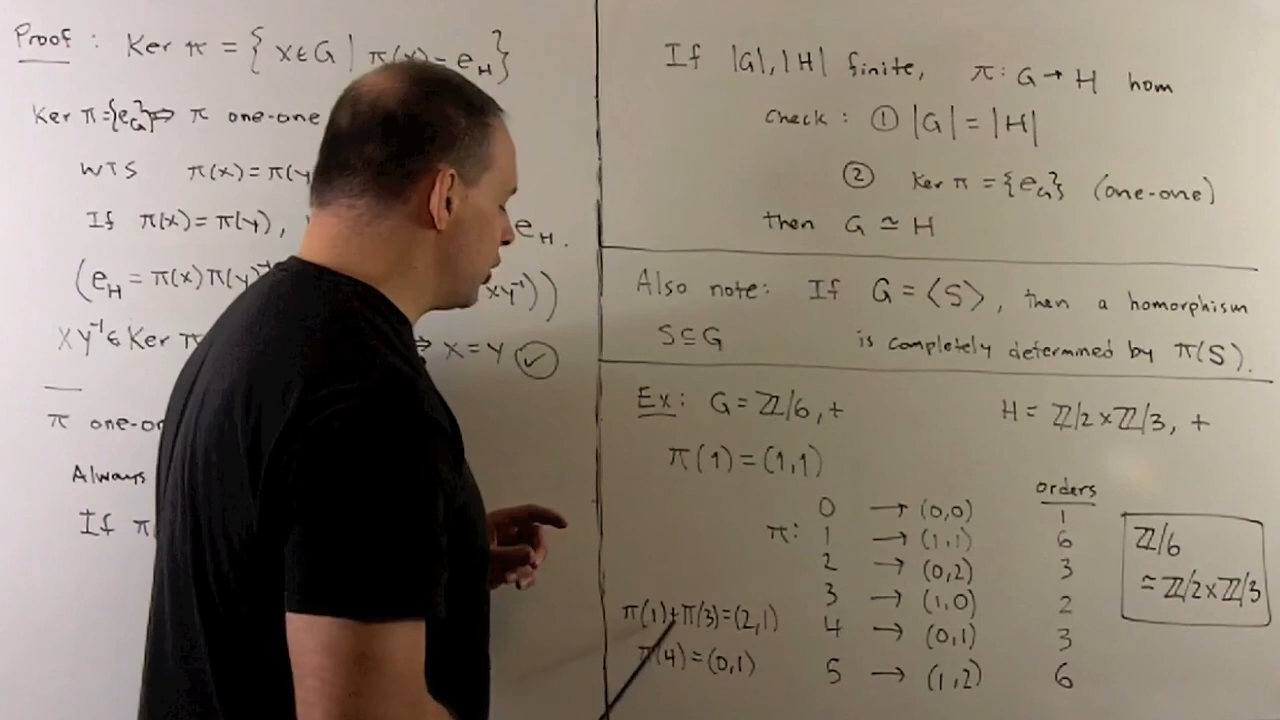 Proof : Ker π = { x∈G | π(x) = e_H }
Ker π = {e_G} ⇒ π one-one
WTS π(x) = π(y
If π(x) = π(y), e_H.
(e_H = π(x)π(y)⁻¹ xy⁻¹))
xy⁻¹ ∈ Ker π ⇒ x = y ✓
π one-on
Always
If π
If |G|, |H| finite, π: G → H hom
Check : ① |G| = |H|
② Ker π = {e_G} (one-one)
then G ≃ H
Also note: If G = ⟨S⟩, then a homomorphism
S ⊆ G is completely determined by π(S).
Ex: G = ℤ/6, + H = ℤ/2 × ℤ/3, +
π(1) = (1,1)
orders
0 → (0,0) 1
π: 1 → (1,1) 6
2 → (0,2) 3
3 → (1,0) 2
4 → (0,1) 3
5 → (1,2) 6
π(1)+π(3)=(2,1)
π(4)=(0,1)
ℤ/6
≃ ℤ/2×ℤ/3